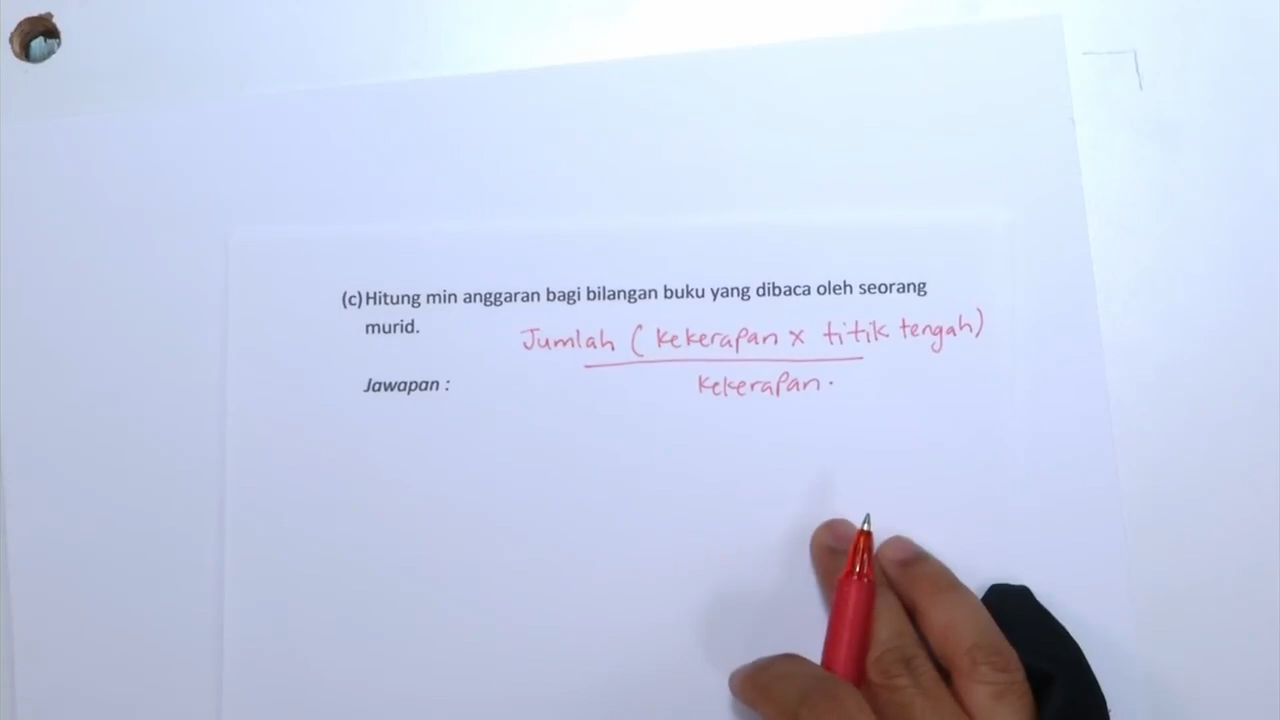 (c) Hitung min anggaran bagi bilangan buku yang dibaca oleh seorang
murid.
Jumlah ( kekerapan x titik tengah)
kekerapan.
Jawapan :